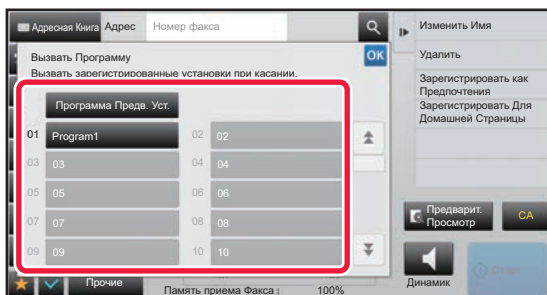 Адресная Книга Адрес Номер факса
Вызвать Программу
OK
Вызвать зарегистрированные установки при касании.
Программа Предв. Уст.
01 Program1 02 02
03 03 04 04
05 05 06 06
07 07 08 08
09 09 10 10
Прочие
Память приема Факса : 100%
Изменить Имя
Удалить
Зарегистрировать как
Предпочтения
Зарегистрировать Для
Домашней Страницы
Предварит.
Просмотр
CA
Динамик
Старт